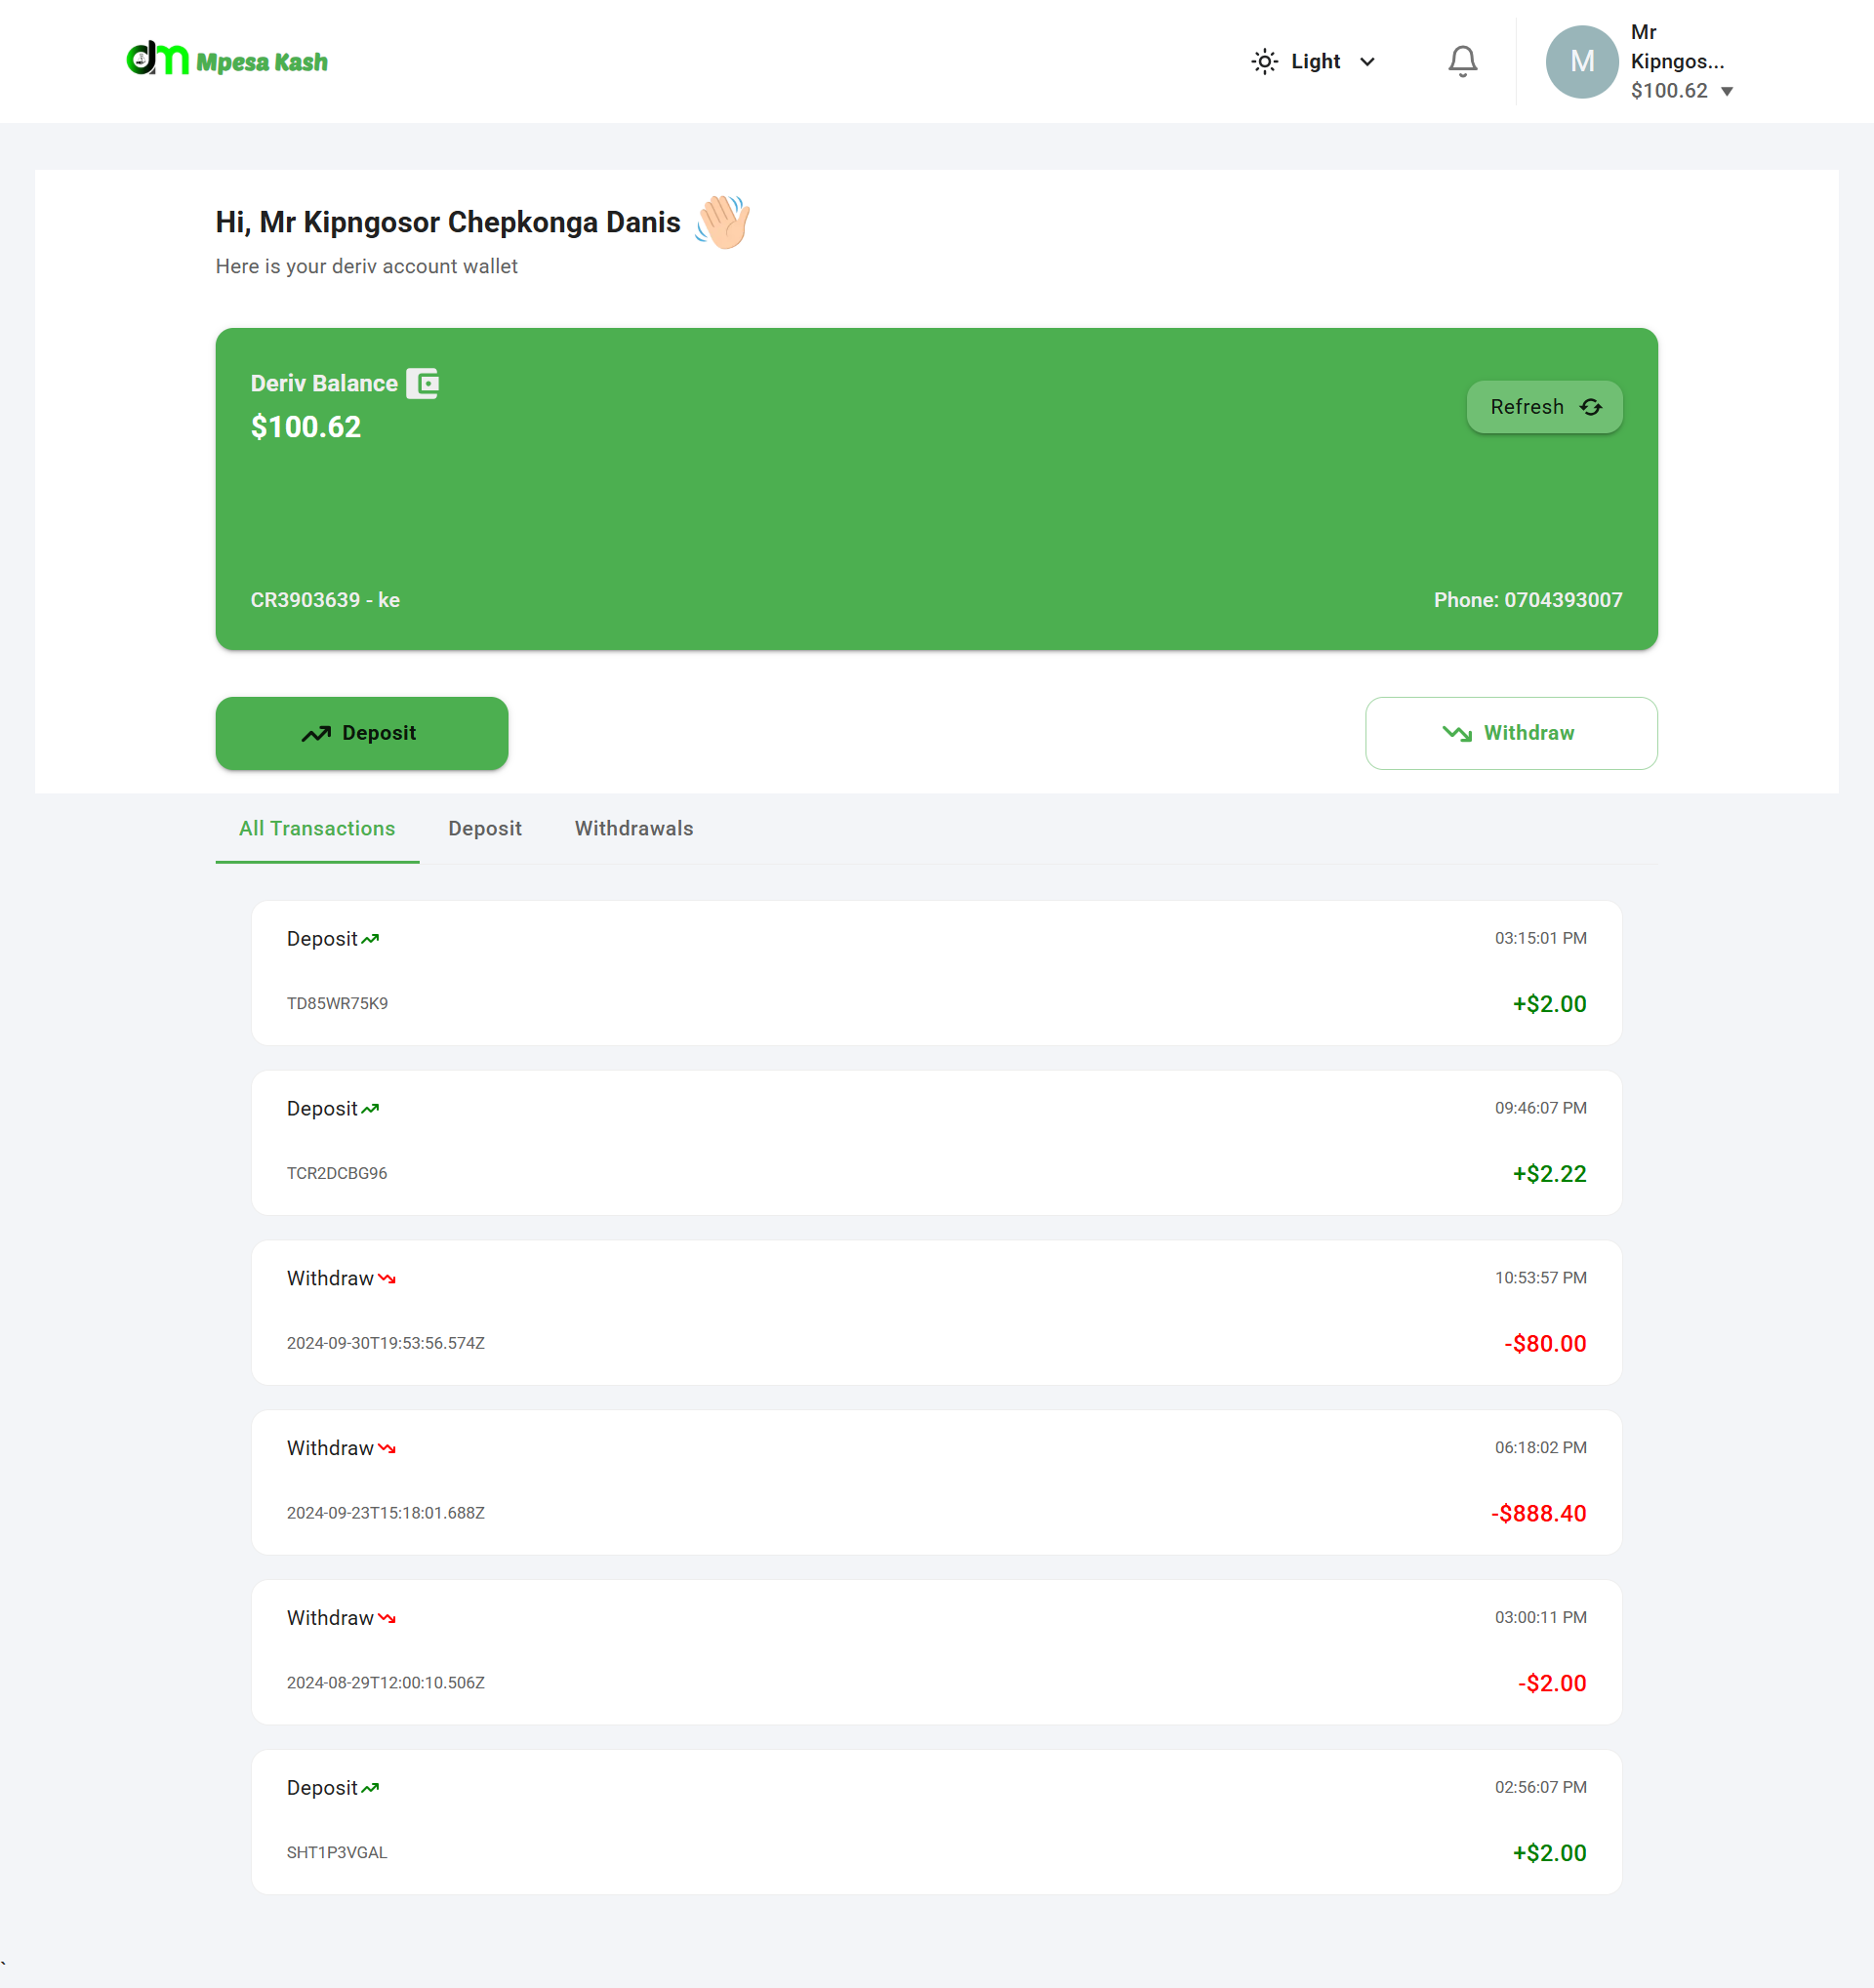 dm Mpesa Kash
Light
M
Mr
Kipngos...
$100.62
Hi, Mr Kipngosor Chepkonga Danis
Here is your deriv account wallet
Deriv Balance
$100.62
Refresh
CR3903639 - ke
Phone: 0704393007
Deposit
Withdraw
All Transactions
Deposit
Withdrawals
Deposit
03:15:01 PM
TD85WR75K9
+$2.00
Deposit
09:46:07 PM
TCR2DCBG96
+$2.22
Withdraw
10:53:57 PM
2024-09-30T19:53:56.574Z
-$80.00
Withdraw
06:18:02 PM
2024-09-23T15:18:01.688Z
-$888.40
Withdraw
03:00:11 PM
2024-08-29T12:00:10.506Z
-$2.00
Deposit
02:56:07 PM
SHT1P3VGAL
+$2.00
`